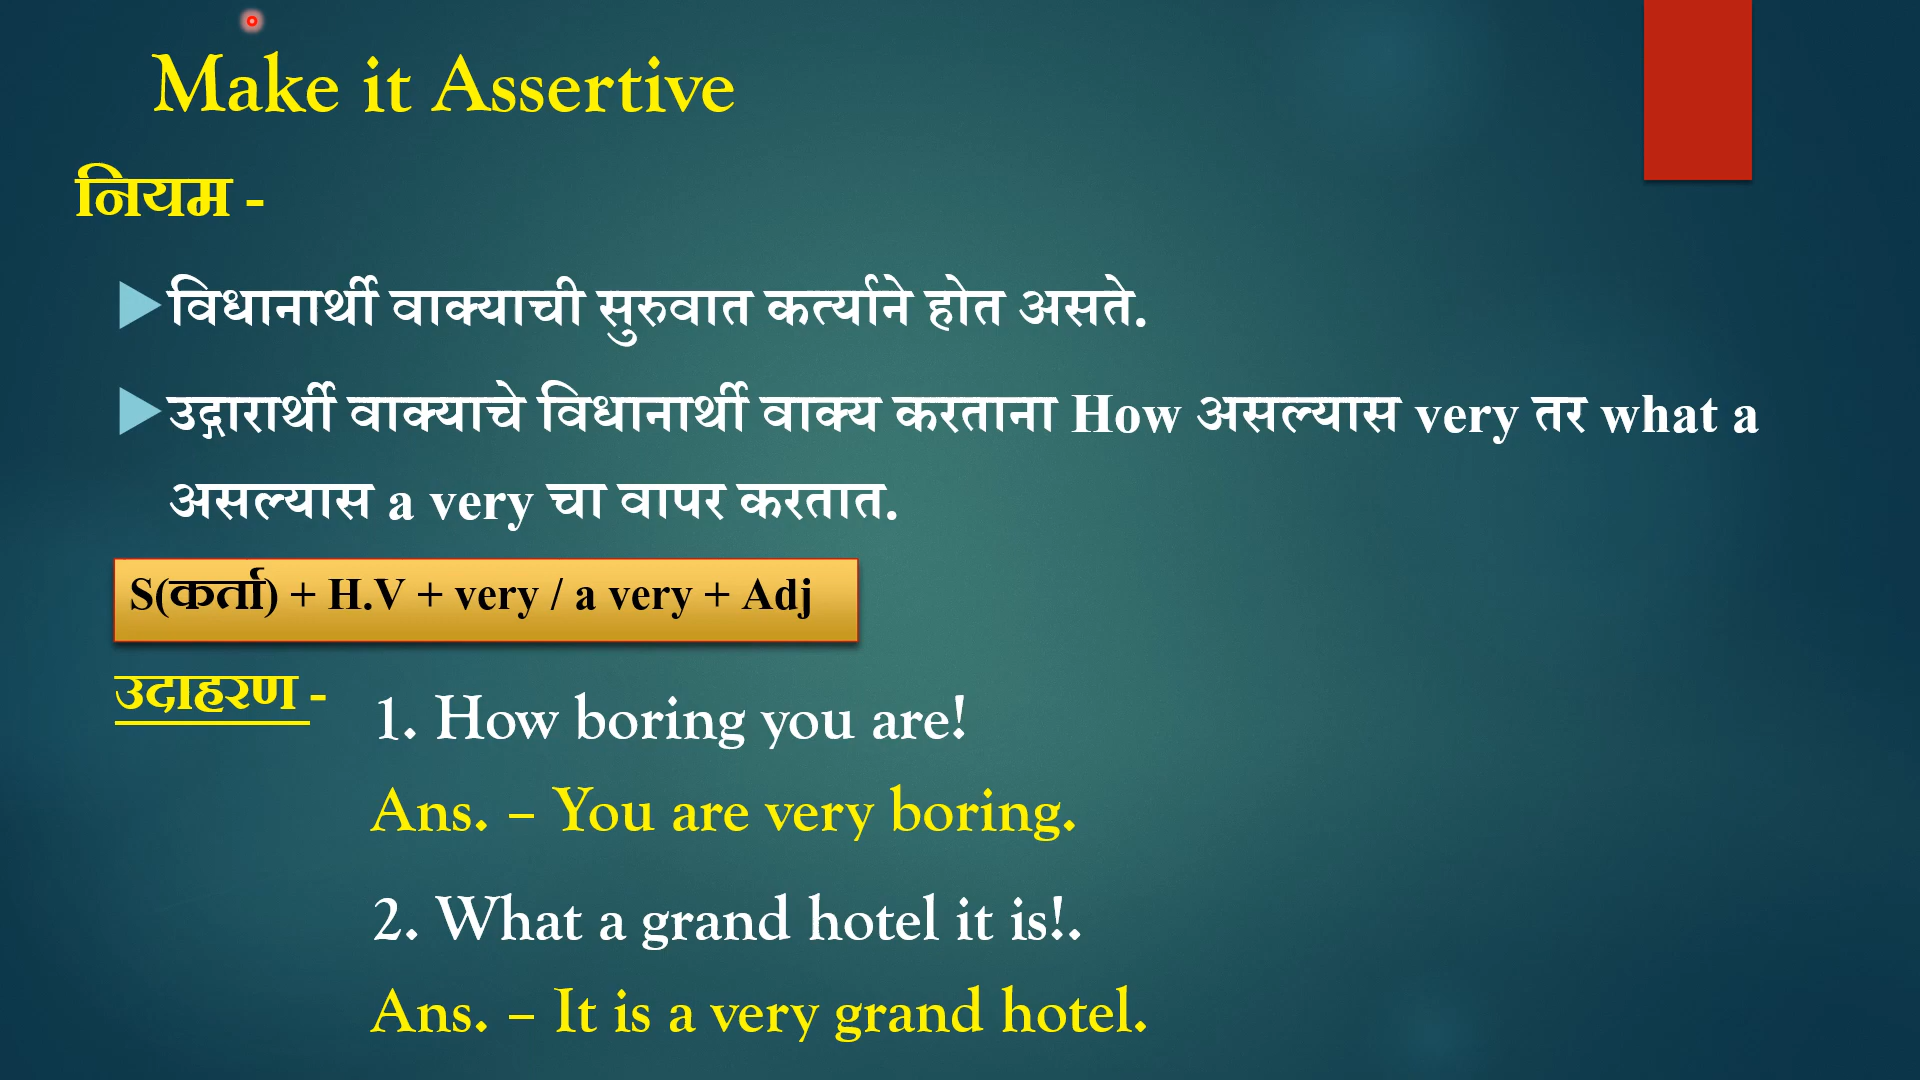 Make it Assertive
नियम -
विधानार्थी वाक्याची सुरुवात कर्त्याने होत असते.
उद्गारार्थी वाक्याचे विधानार्थी वाक्य करताना How असल्यास very तर what a
असल्यास a very चा वापर करतात.
S(कर्ता) + H.V + very / a very + Adj
उदाहरण -
1. How boring you are!
Ans. – You are very boring.
2. What a grand hotel it is!.
Ans. – It is a very grand hotel.